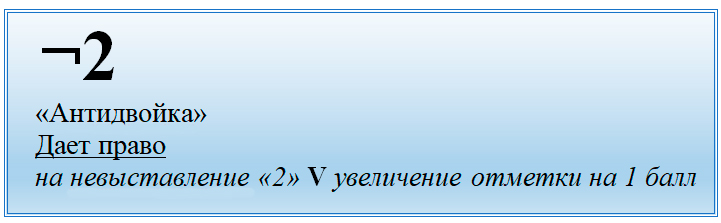 ¬2
«Антидвойка»
Дает право
на невыставление «2» V увеличение отметки на 1 балл